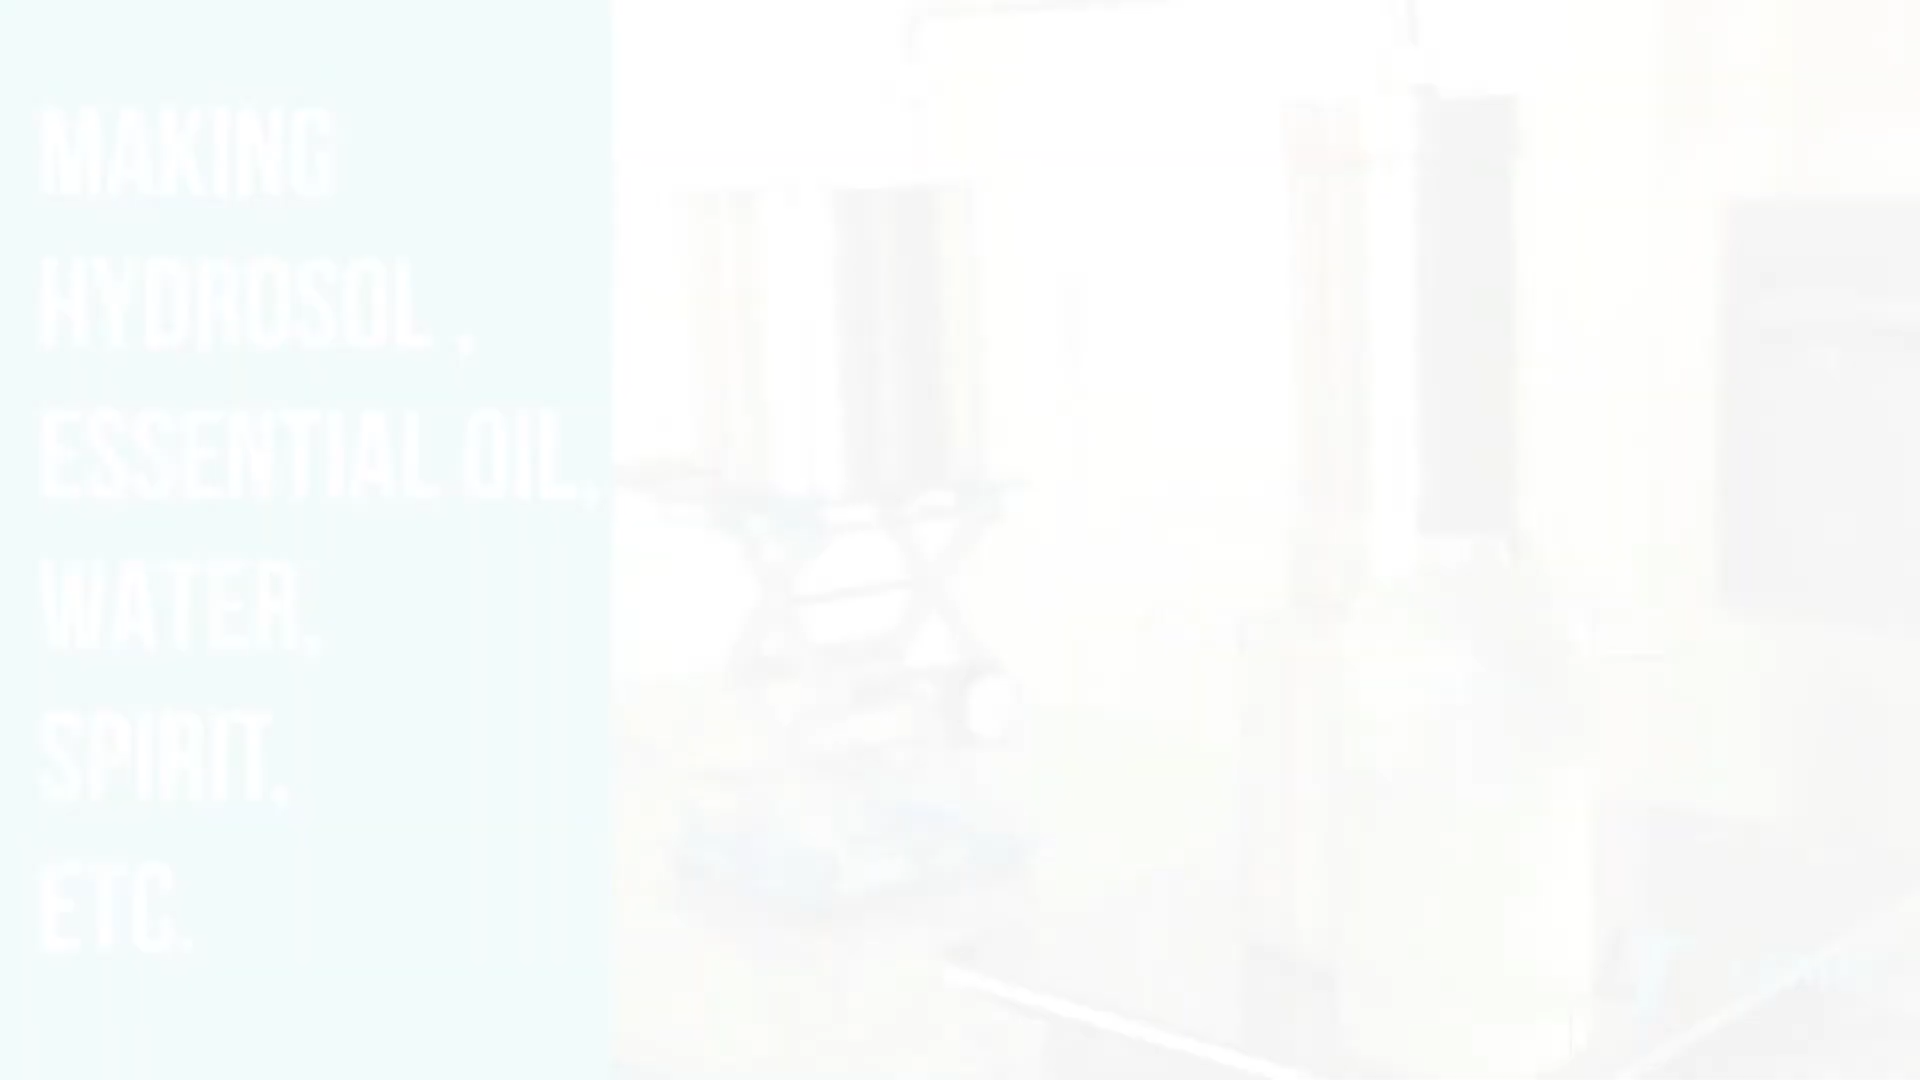 MAKING
HYDROSOL ,
ESSENTIAL OIL,
WATER,
SPIRIT,
ETC.